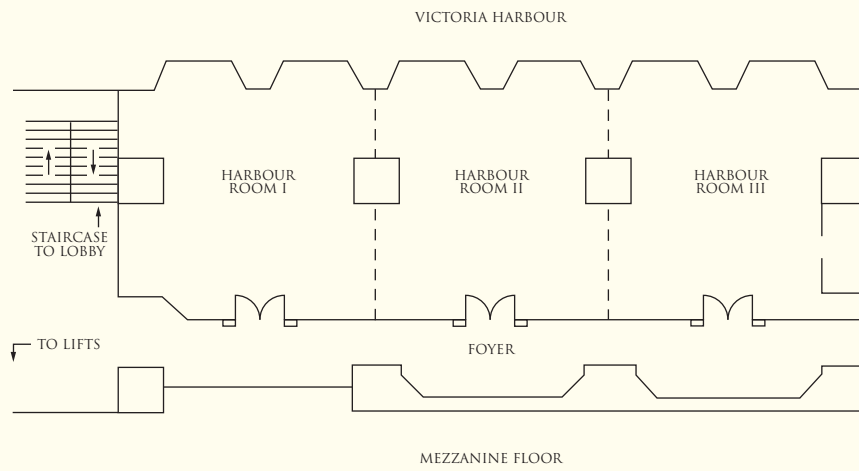 VICTORIA HARBOUR
HARBOUR
ROOM I
HARBOUR
ROOM II
HARBOUR
ROOM III
STAIRCASE
TO LOBBY
TO LIFTS
FOYER
MEZZANINE FLOOR